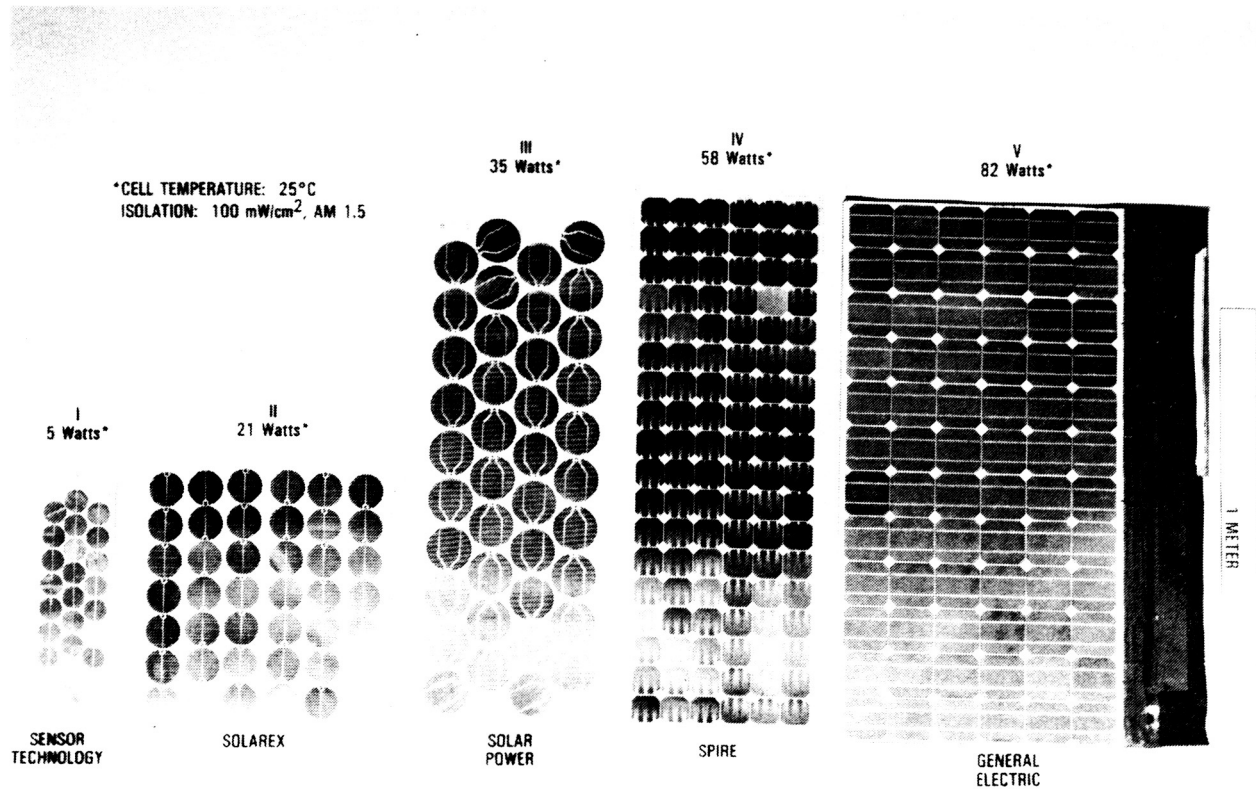 III
35 Watts*
IV
58 Watts*
V
82 Watts*
*CELL TEMPERATURE: 25°C
ISOLATION: 100 mW/cm², AM 1.5
I
5 Watts*
II
21 Watts*
1 METER
SENSOR
TECHNOLOGY
SOLAREX
SOLAR
POWER
SPIRE
GENERAL
ELECTRIC